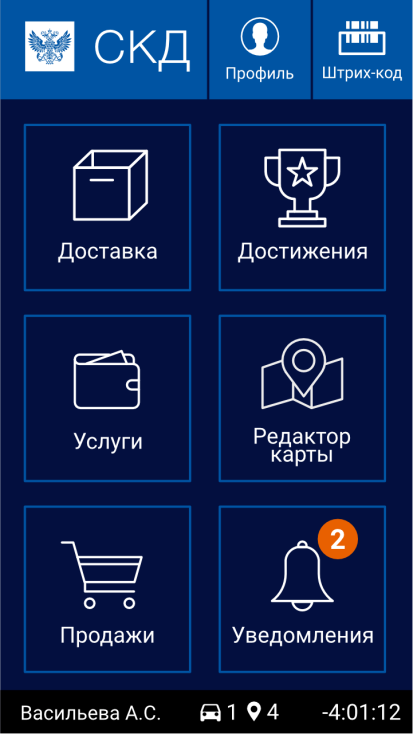 СКД
Профиль
Штрих-код
Доставка
Достижения
Услуги
Редактор
карты
2
Продажи
Уведомления
Васильева А.С.
1
4
-4:01:12